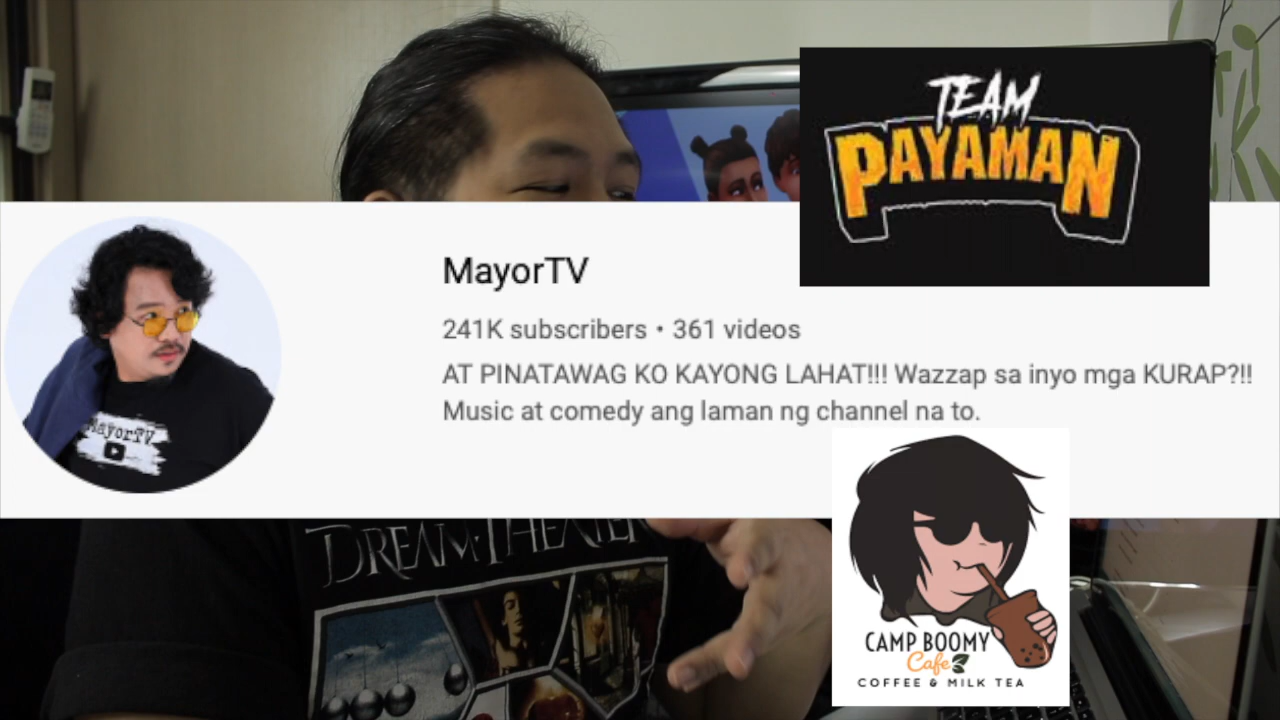 TEAM
PAYAMAN
MayorTV
241K subscribers • 361 videos
AT PINATAWAG KO KAYONG LAHAT!!! Wazzap sa inyo mga KURAP?!!
Music at comedy ang laman ng channel na to.
MayorTV
DREAM THEATER
CAMP BOOMY
Cafe
COFFEE & MILK TEA